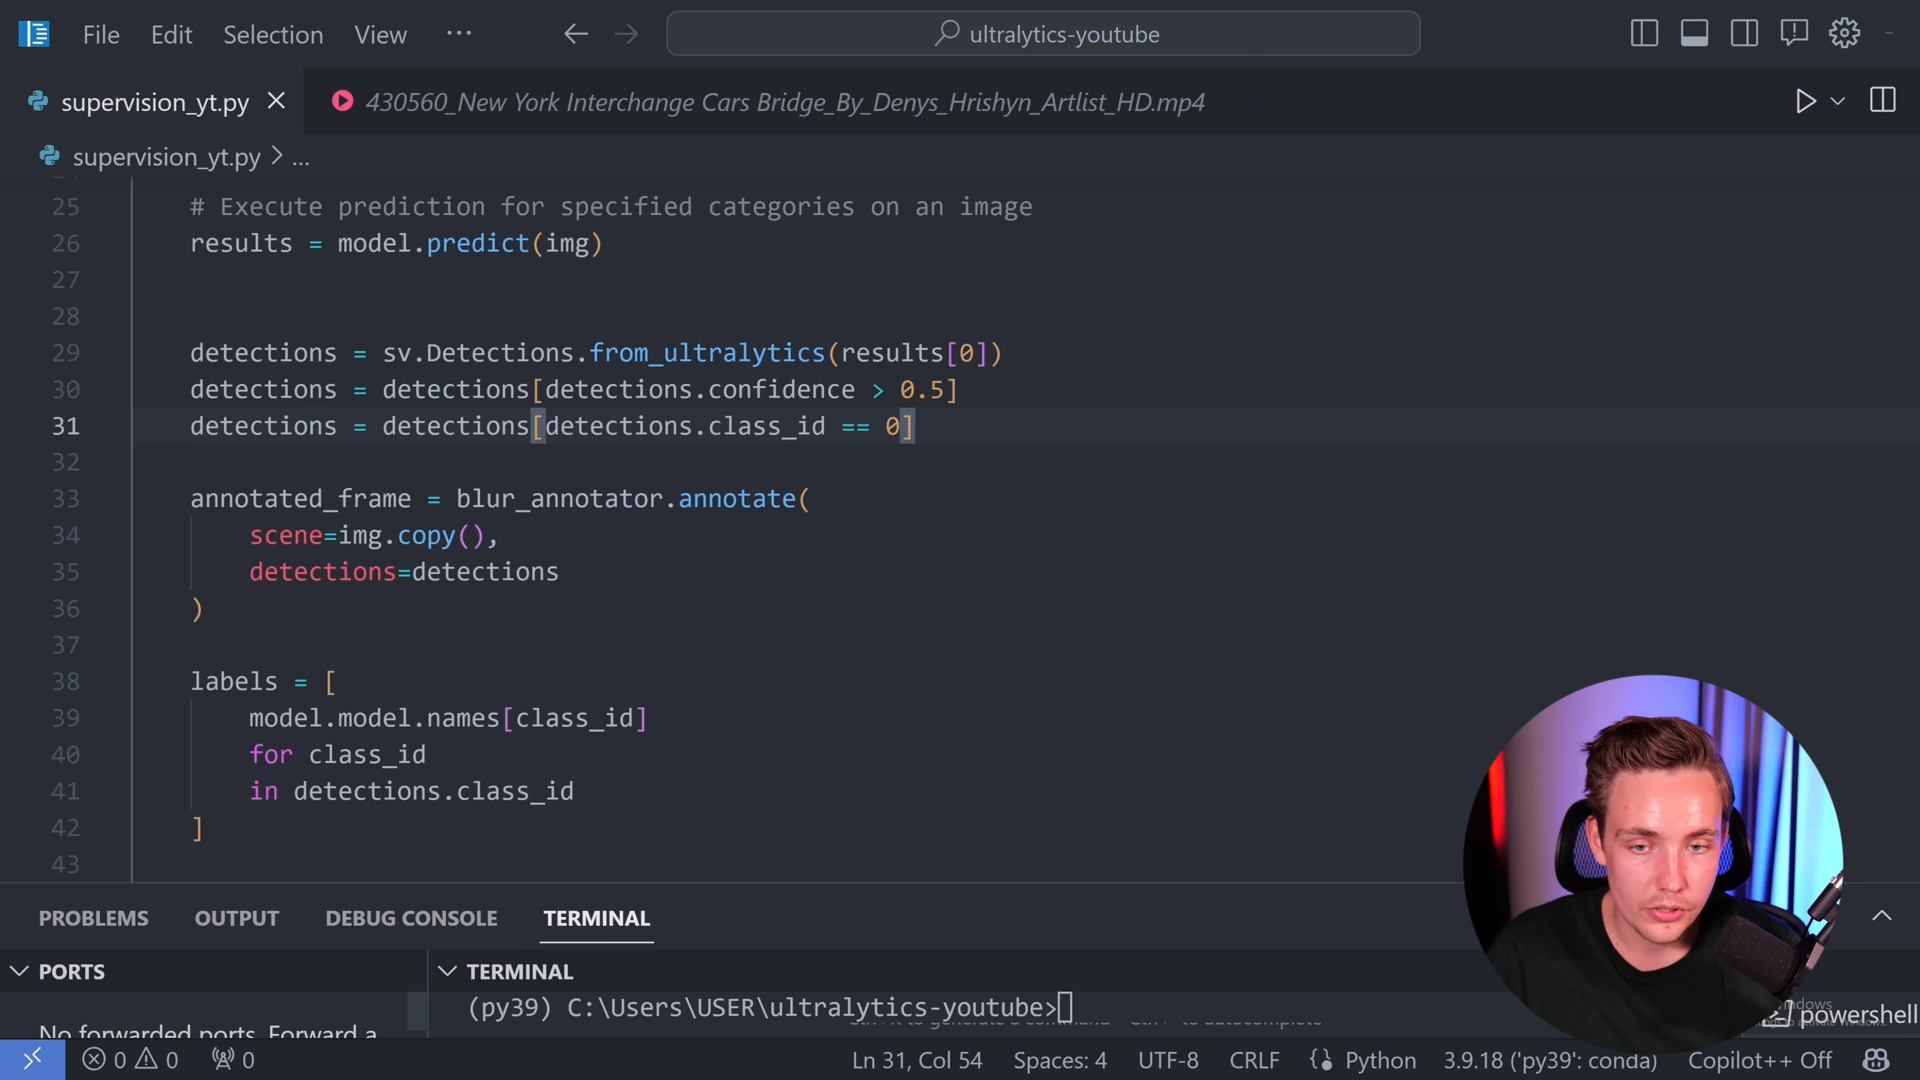 File Edit Selection View ...
ultralytics-youtube
supervision_yt.py
430560_New York Interchange Cars Bridge_By_Denys_Hrishyn_Artlist_HD.mp4
supervision_yt.py > ...
25 # Execute prediction for specified categories on an image
26 results = model.predict(img)
27
28
29 detections = sv.Detections.from_ultralytics(results[0])
30 detections = detections[detections.confidence > 0.5]
31 detections = detections[detections.class_id == 0]
32
33 annotated_frame = blur_annotator.annotate(
34 scene=img.copy(),
35 detections=detections
36 )
37
38 labels = [
39 model.model.names[class_id]
40 for class_id
41 in detections.class_id
42 ]
43
PROBLEMS OUTPUT DEBUG CONSOLE TERMINAL
PORTS
No forwarded ports. Forward a
TERMINAL
(py39) C:\Users\USER\ultralytics-youtube>
powershell
0 0 0
Ln 31, Col 54 Spaces: 4 UTF-8 CRLF Python 3.9.18 ('py39': conda) Copilot++ Off